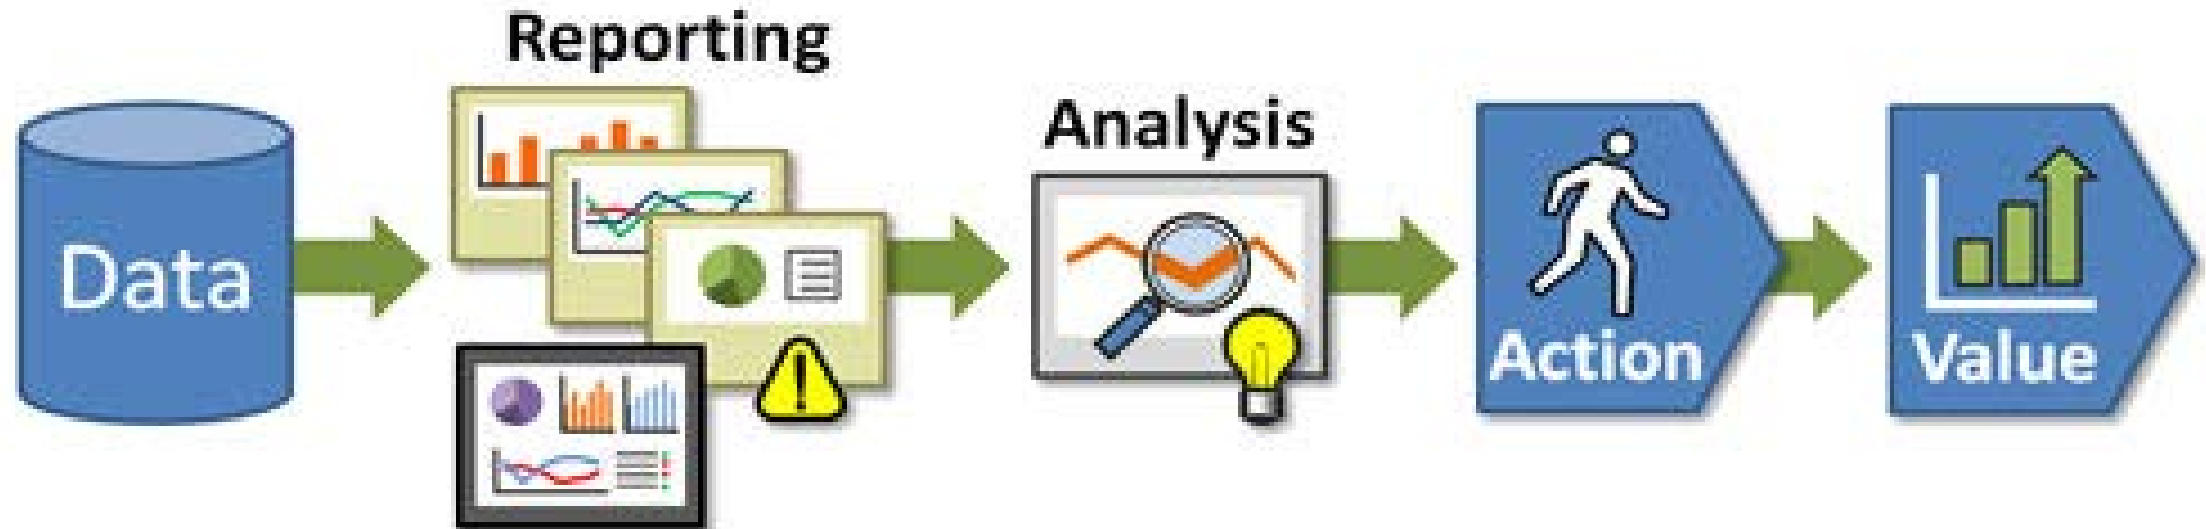 Data
Reporting
Analysis
Action
Value